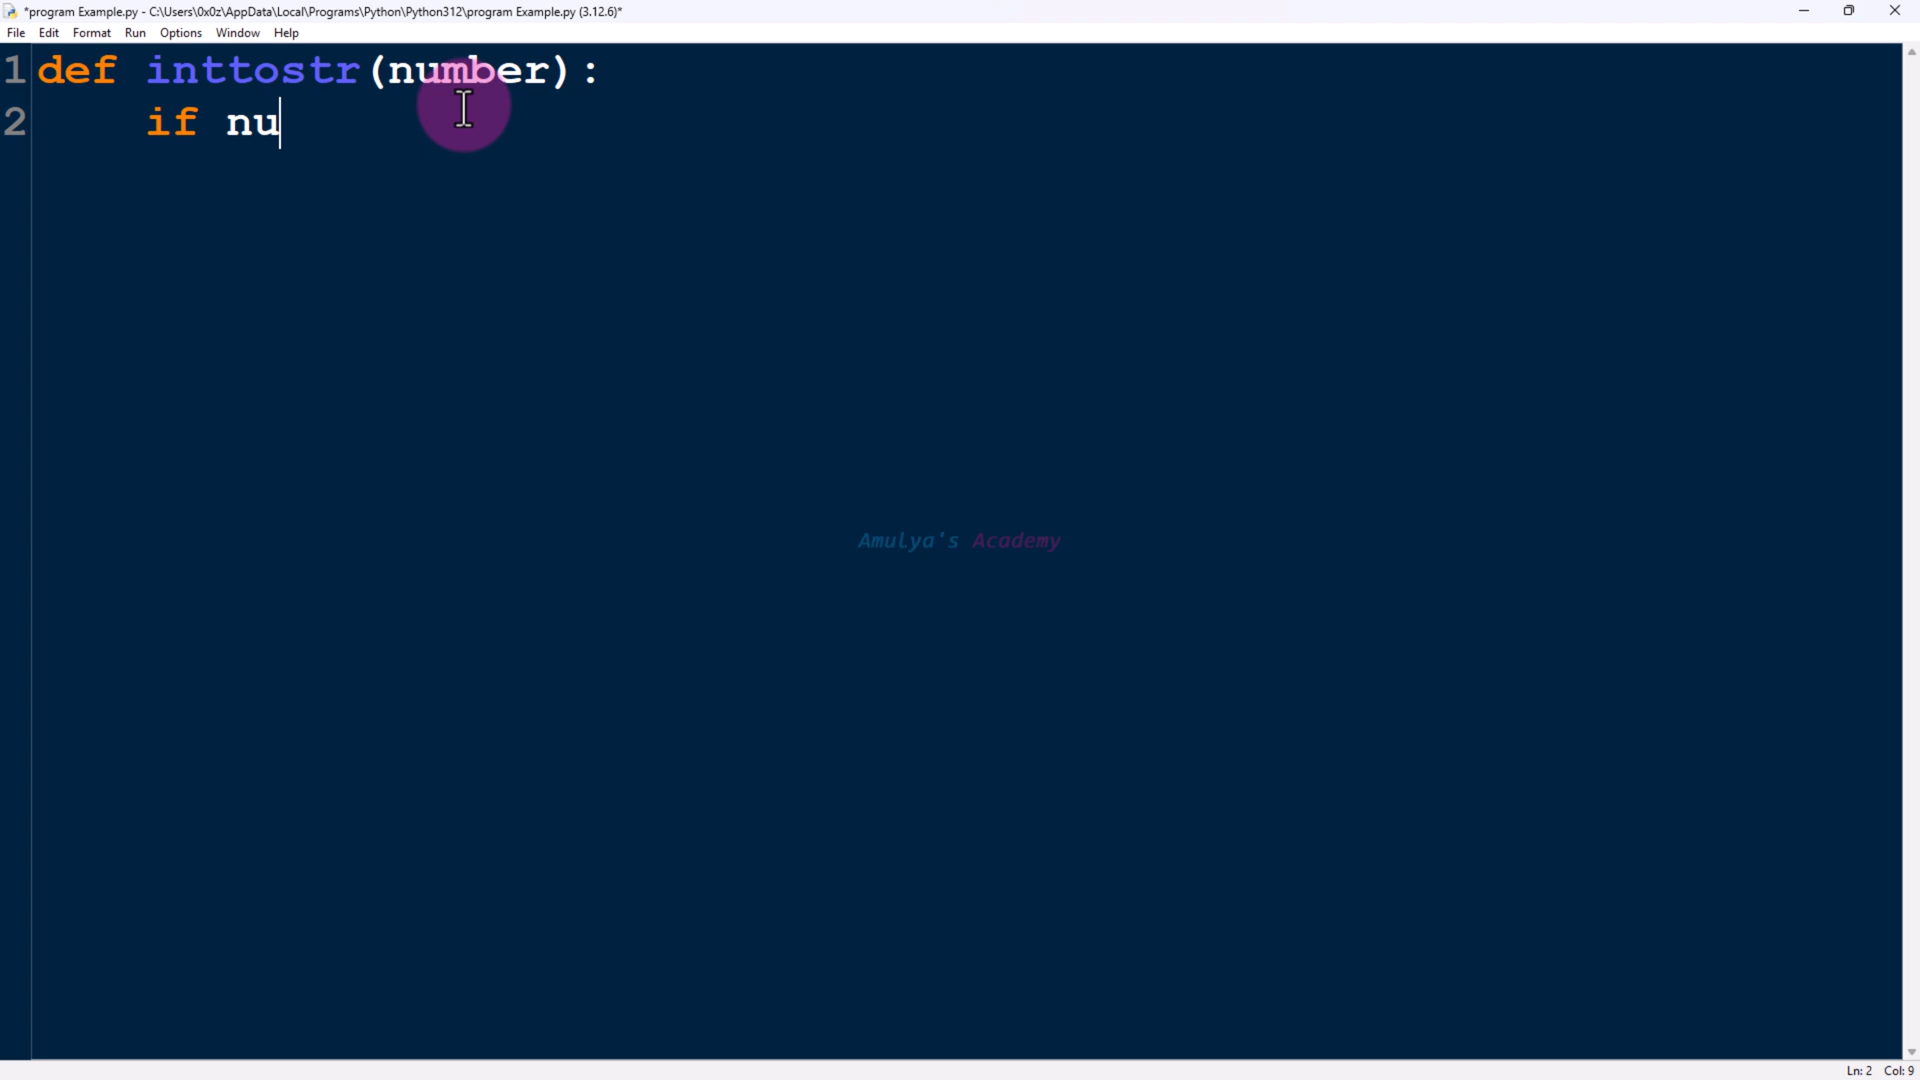 *program Example.py - C:\Users\0x0z\AppData\Local\Programs\Python\Python312\program Example.py (3.12.6)*
File Edit Format Run Options Window Help
1 def inttostr(number):
2 if nu
Amulya's Academy
Ln: 2 Col: 9